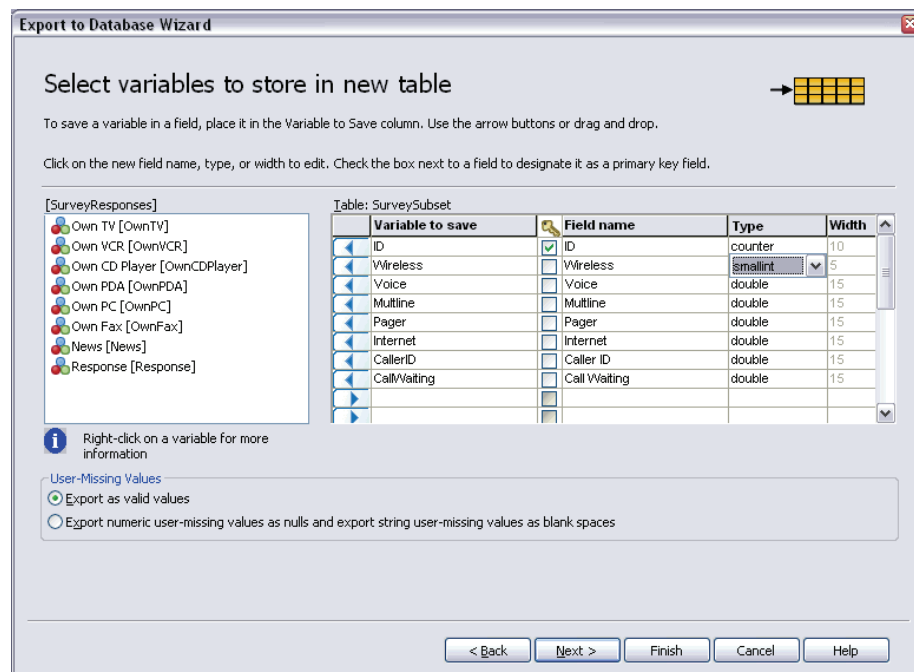 Export to Database Wizard
Select variables to store in new table
To save a variable in a field, place it in the Variable to Save column. Use the arrow buttons or drag and drop.
Click on the new field name, type, or width to edit. Check the box next to a field to designate it as a primary key field.
[SurveyResponses]
Own TV [OwnTV]
Own VCR [OwnVCR]
Own CD Player [OwnCDPlayer]
Own PDA [OwnPDA]
Own PC [OwnPC]
Own Fax [OwnFax]
News [News]
Response [Response]
Table: SurveySubset
Variable to save Field name Type Width
ID ID counter 10
Wireless Wireless smallint 5
Voice Voice double 15
Multline Multline double 15
Pager Pager double 15
Internet Internet double 15
CallerID Caller ID double 15
CallWaiting Call Waiting double 15
Right-click on a variable for more
information
User-Missing Values
Export as valid values
Export numeric user-missing values as nulls and export string user-missing values as blank spaces
< Back Next > Finish Cancel Help